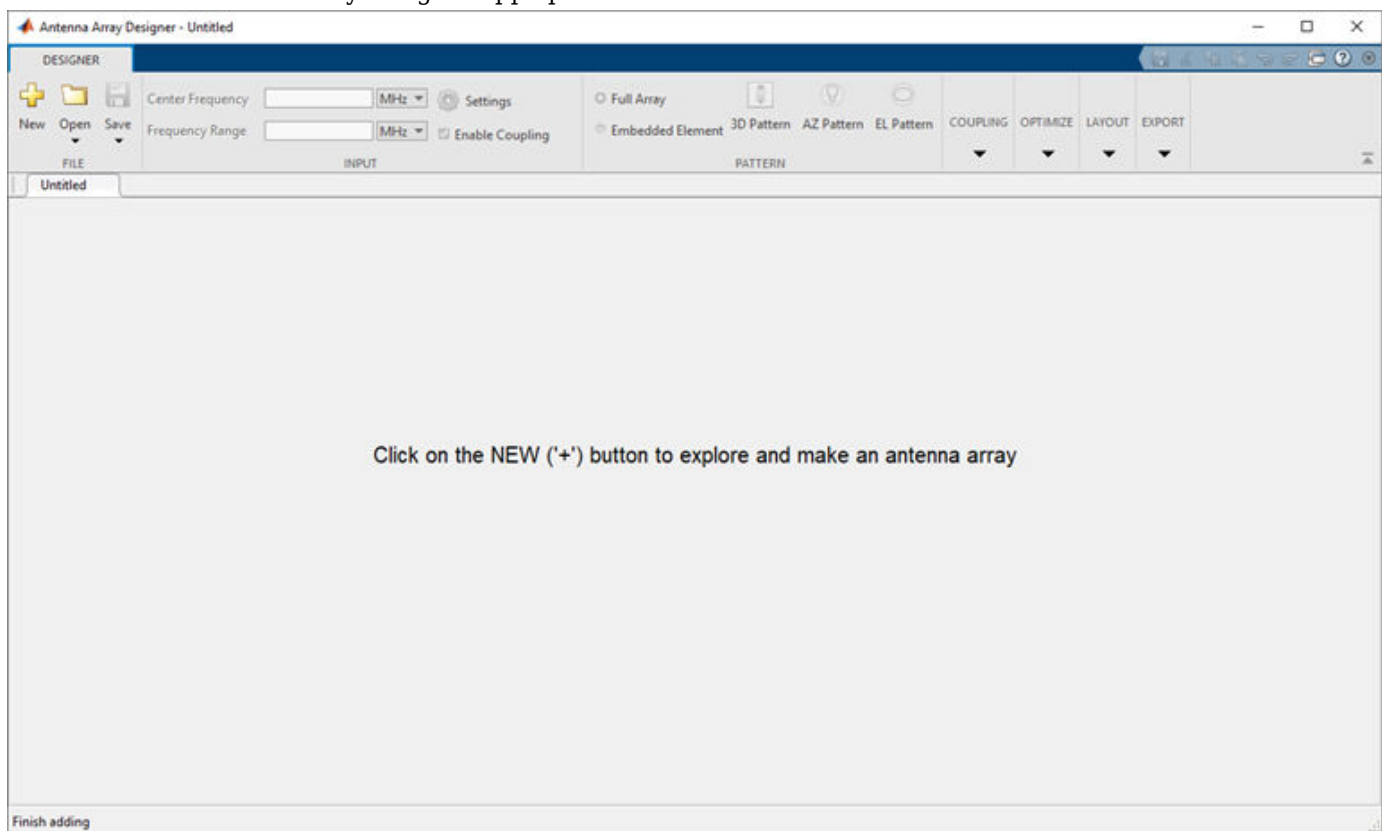 Antenna Array Designer - Untitled
DESIGNER
New Open Save
FILE
Center Frequency MHz Settings
Frequency Range MHz Enable Coupling
INPUT
Full Array
Embedded Element
3D Pattern AZ Pattern EL Pattern
PATTERN
COUPLING OPTIMIZE LAYOUT EXPORT
Untitled
Click on the NEW ('+') button to explore and make an antenna array
Finish adding